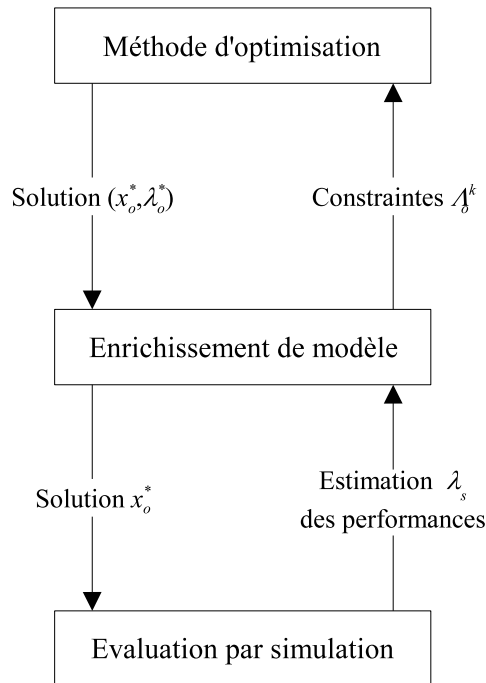 Méthode d'optimisation
Solution (x*ₒ,λ*ₒ)
Constraintes Λᵏₒ
Enrichissement de modèle
Solution x*ₒ
Estimation λₛ
des performances
Evaluation par simulation